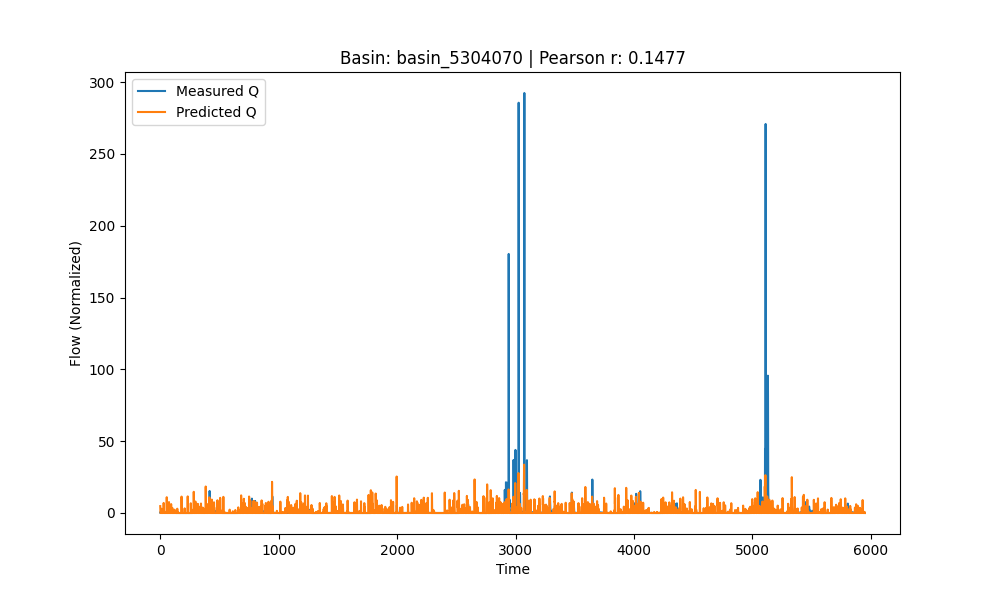 Basin: basin_5304070 | Pearson r: 0.1477
Measured Q
Predicted Q
Flow (Normalized)
300
250
200
150
100
50
0
0 1000 2000 3000 4000 5000 6000
Time